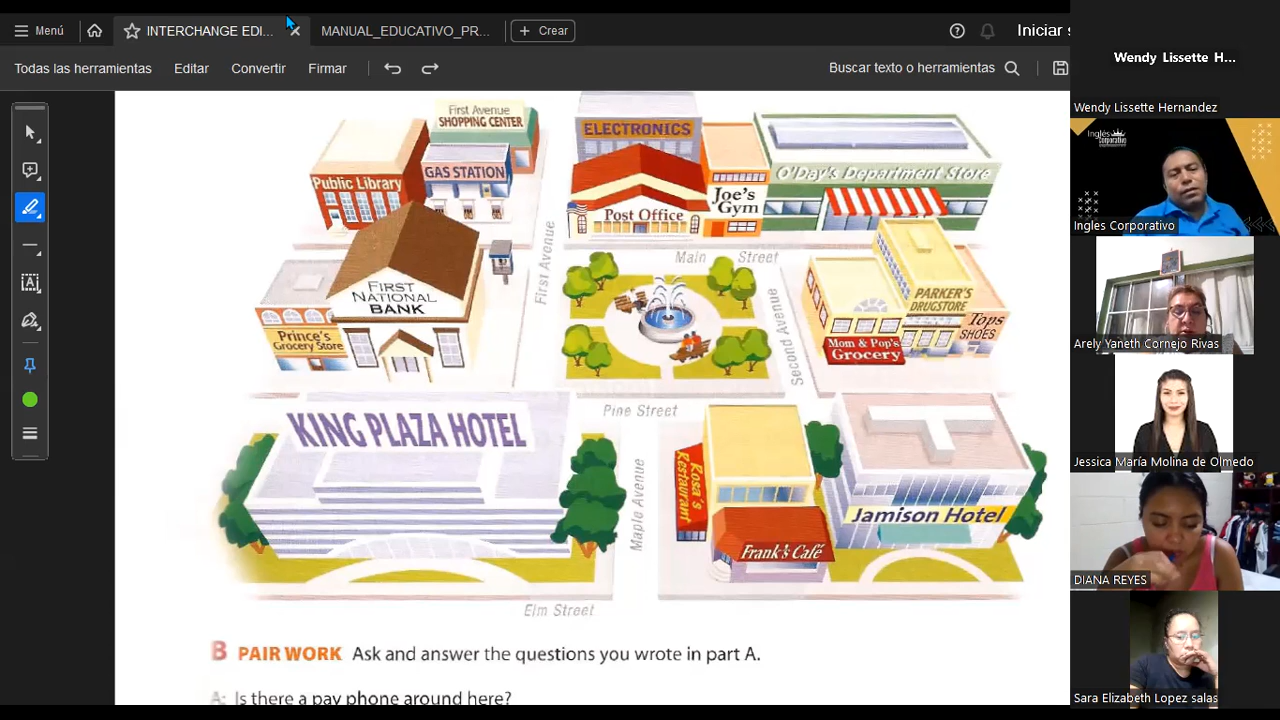 Menú
INTERCHANGE EDI...
MANUAL_EDUCATIVO_PR...
Crear
Iniciar s
Todas las herramientas
Editar
Convertir
Firmar
Buscar texto o herramientas
First Avenue
SHOPPING CENTER
ELECTRONICS
GAS STATION
Public Library
Post Office
Joe's
Gym
O'Day's Department Store
First Avenue
Main Street
FIRST
NATIONAL
BANK
Prince's
Grocery Store
Second Avenue
PARKER'S
DRUGSTORE
Tops
SHOES
Mom & Pop's
Grocery
Pine Street
KING PLAZA HOTEL
Maple Avenue
Rosa's
Restaurant
Frank's Café
Jamison Hotel
Elm Street
B PAIR WORK Ask and answer the questions you wrote in part A.
A: Is there a pay phone around here?
Wendy Lissette H...
Wendy Lissette Hernandez
Inglés
Corporativo
Ingles Corporativo
Arely Yaneth Cornejo Rivas
Jessica María Molina de Olmedo
DIANA REYES
Sara Elizabeth Lopez salas